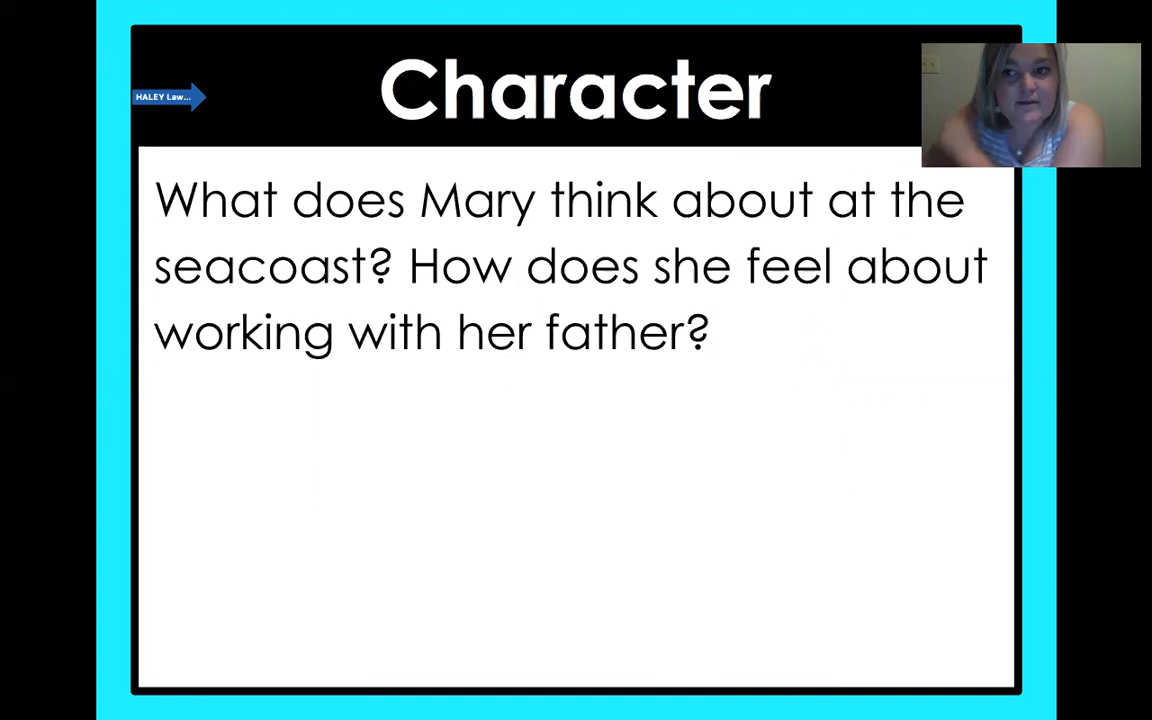 Character
HALEY Law...
What does Mary think about at the
seacoast? How does she feel about
working with her father?